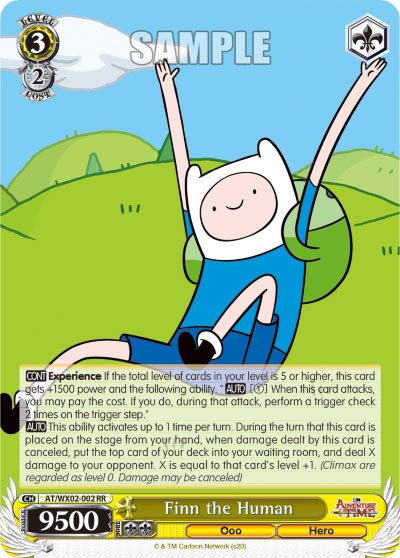 LEVEL
3
2
COST
SAMPLE
CONT Experience If the total level of cards in your level is 5 or higher, this card
gets +1500 power and the following ability. " AUTO [①] When this card attacks,
you may pay the cost. If you do, during that attack, perform a trigger check
2 times on the trigger step."
AUTO This ability activates up to 1 time per turn. During the turn that this card is
placed on the stage from your hand, when damage dealt by this card is
canceled, put the top card of your deck into your waiting room, and deal X
damage to your opponent. X is equal to that card's level +1. (Climax are
regarded as level 0. Damage may be canceled)
CH AT/WX02-002 RR
Finn the Human
POWER 9500 SOUL
Ooo
Hero
ADVENTURE TIME
© & TM Cartoon Network (s20)